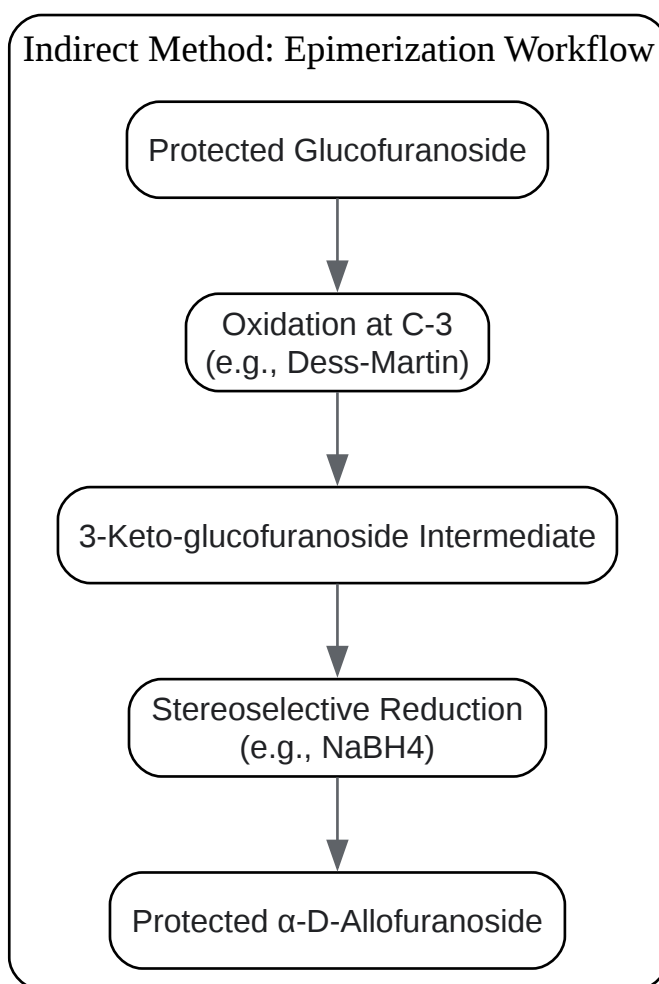 Indirect Method: Epimerization Workflow
Protected Glucofuranoside
Oxidation at C-3
(e.g., Dess-Martin)
3-Keto-glucofuranoside Intermediate
Stereoselective Reduction
(e.g., NaBH4)
Protected α-D-Allofuranoside